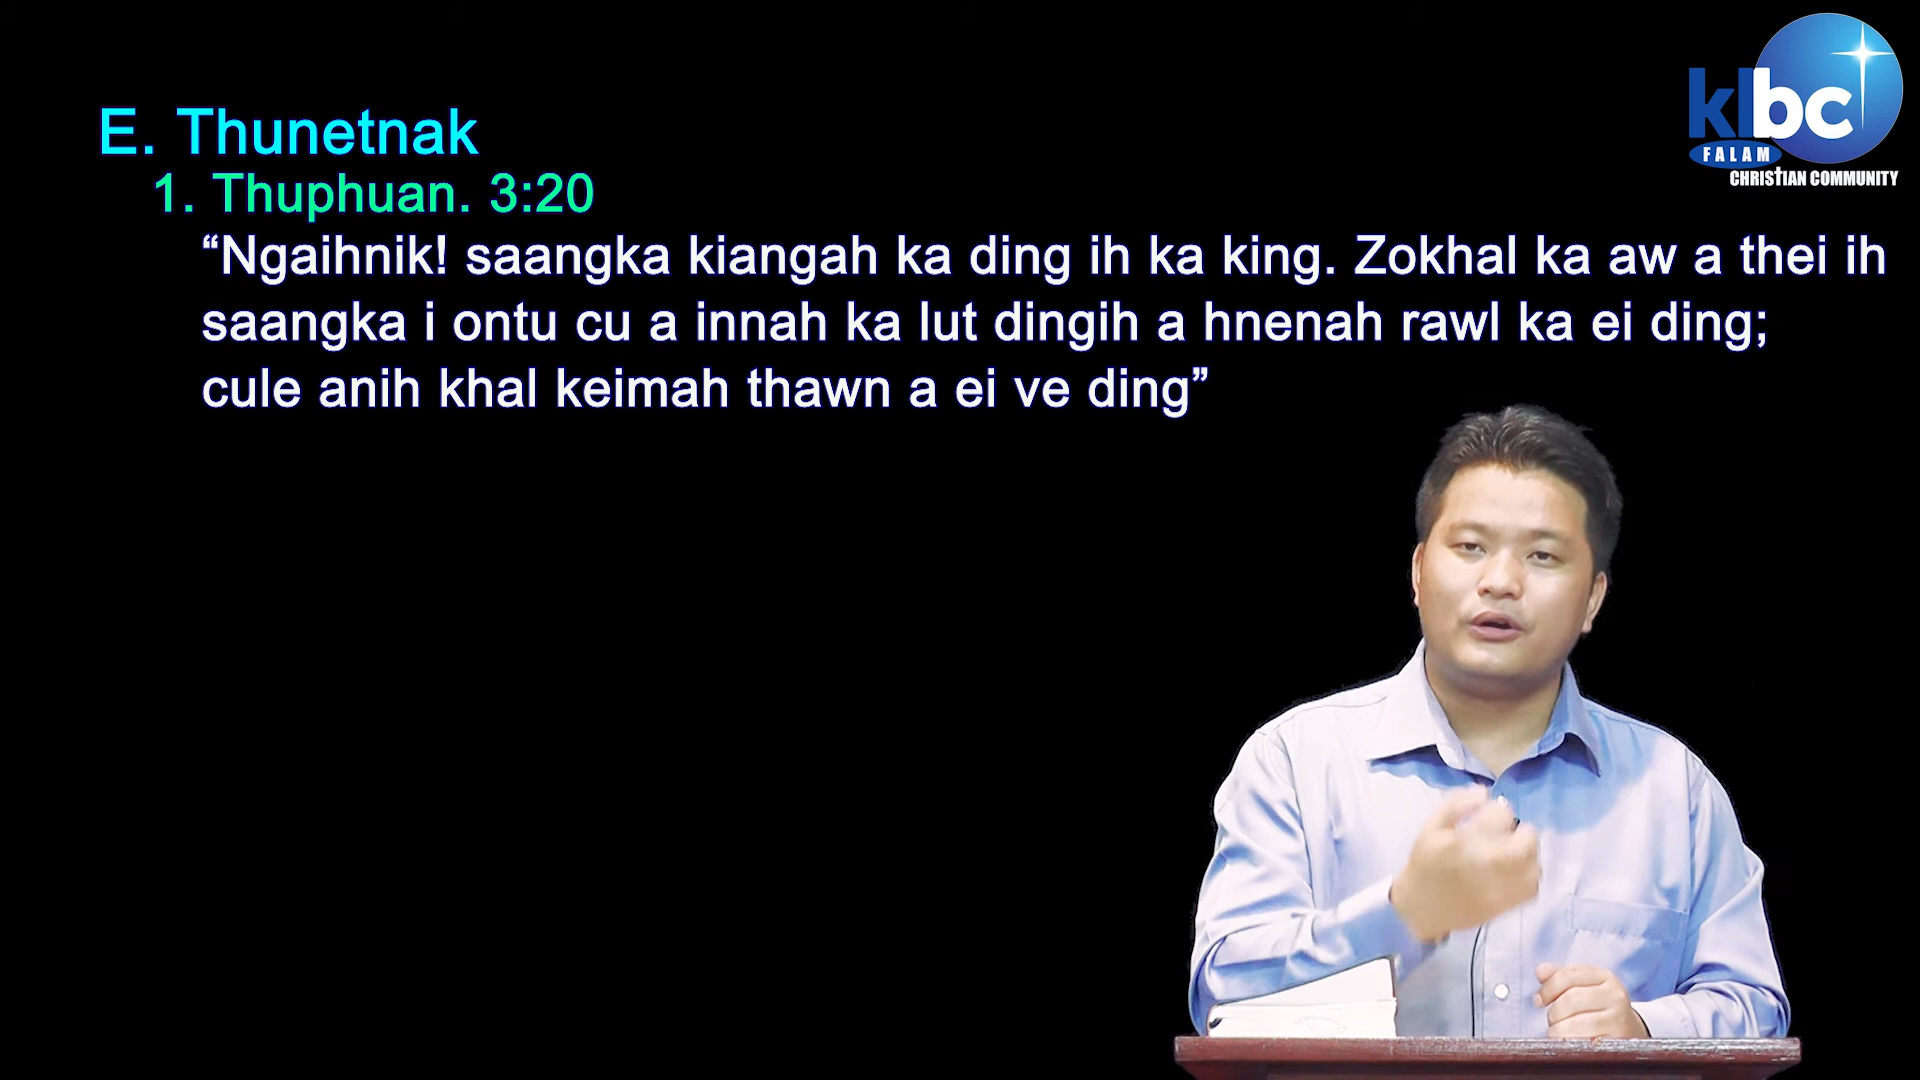 E. Thunetnak
1. Thuphuan. 3:20
“Ngaihnik! saangka kiangah ka ding ih ka king. Zokhal ka aw a thei ih
saangka i ontu cu a innah ka lut dingih a hnenah rawl ka ei ding;
cule anih khal keimah thawn a ei ve ding”
klbc
FALAM
CHRISTIAN COMMUNITY